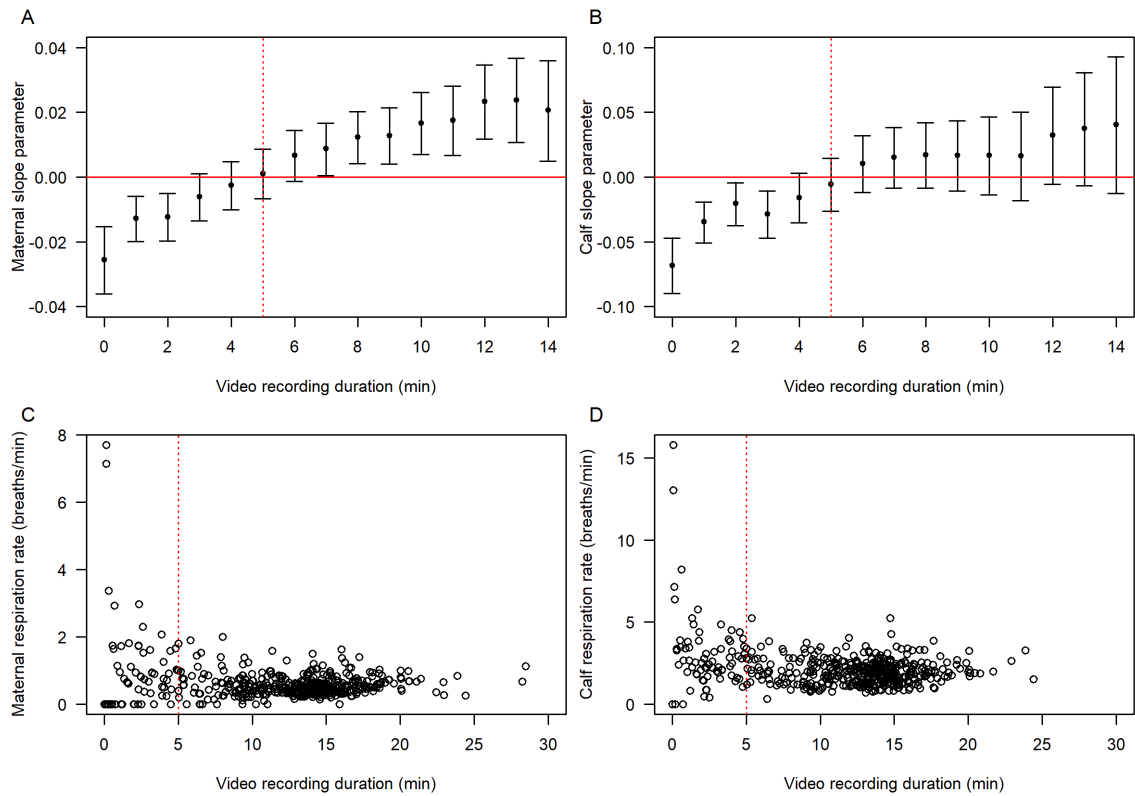 A
Maternal slope parameter
0.04
0.02
0.00
-0.02
-0.04
0 2 4 6 8 10 12 14
Video recording duration (min)
B
Calf slope parameter
0.10
0.05
0.00
-0.05
-0.10
0 2 4 6 8 10 12 14
Video recording duration (min)
C
Maternal respiration rate (breaths/min)
8
6
4
2
0
0 5 10 15 20 25 30
Video recording duration (min)
D
Calf respiration rate (breaths/min)
15
10
5
0
0 5 10 15 20 25 30
Video recording duration (min)